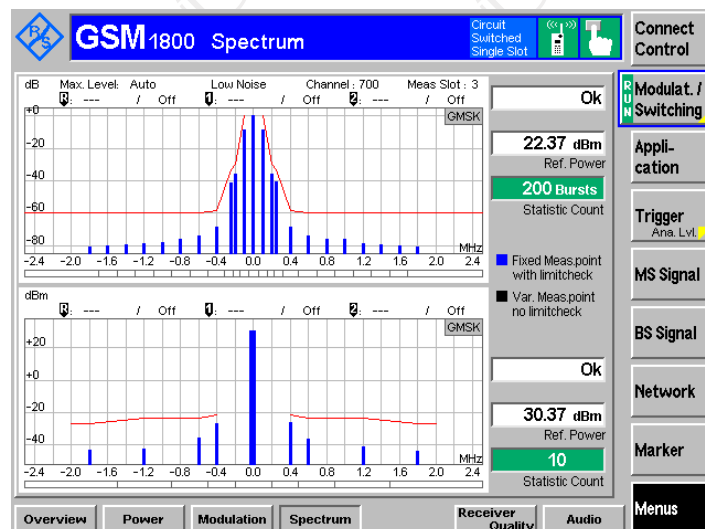 R&S
GSM 1800 Spectrum
Circuit
Switched
Single Slot
Connect
Control
dB Max. Level: Auto Low Noise Channel : 700 Meas Slot : 3
R: --- / Off 1: --- / Off 2: --- / Off
GMSK
+0
-20
-40
-60
-80
MHz
-2.4 -2.0 -1.6 -1.2 -0.8 -0.4 0.0 0.4 0.8 1.2 1.6 2.0 2.4
Ok
22.37 dBm
Ref. Power
200 Bursts
Statistic Count
Fixed Meas.point
with limitcheck
Var. Meas.point
no limitcheck
dBm
R: --- / Off 1: --- / Off 2: --- / Off
GMSK
+20
+0
-20
-40
MHz
-2.4 -2.0 -1.6 -1.2 -0.8 -0.4 0.0 0.4 0.8 1.2 1.6 2.0 2.4
Ok
30.37 dBm
Ref. Power
10
Statistic Count
RUN
Modulat. /
Switching
Appli-
cation
Trigger
Ana. Lvl.
MS Signal
BS Signal
Network
Marker
Menus
Overview Power Modulation Spectrum Receiver
Quality Audio